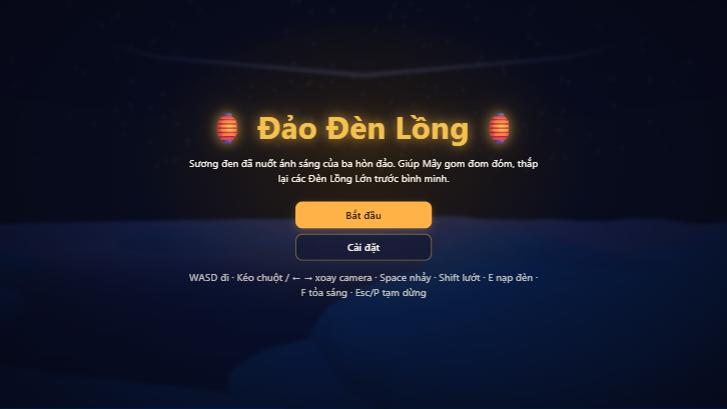 Đảo Đèn Lồng
Sương đen đã nuốt ánh sáng của ba hòn đảo. Giúp Mây gom đom đóm, thắp
lại các Đèn Lồng Lớn trước bình minh.
Bắt đầu
Cài đặt
WASD đi · Kéo chuột / ← → xoay camera · Space nhảy · Shift lướt · E nạp đèn ·
F tỏa sáng · Esc/P tạm dừng